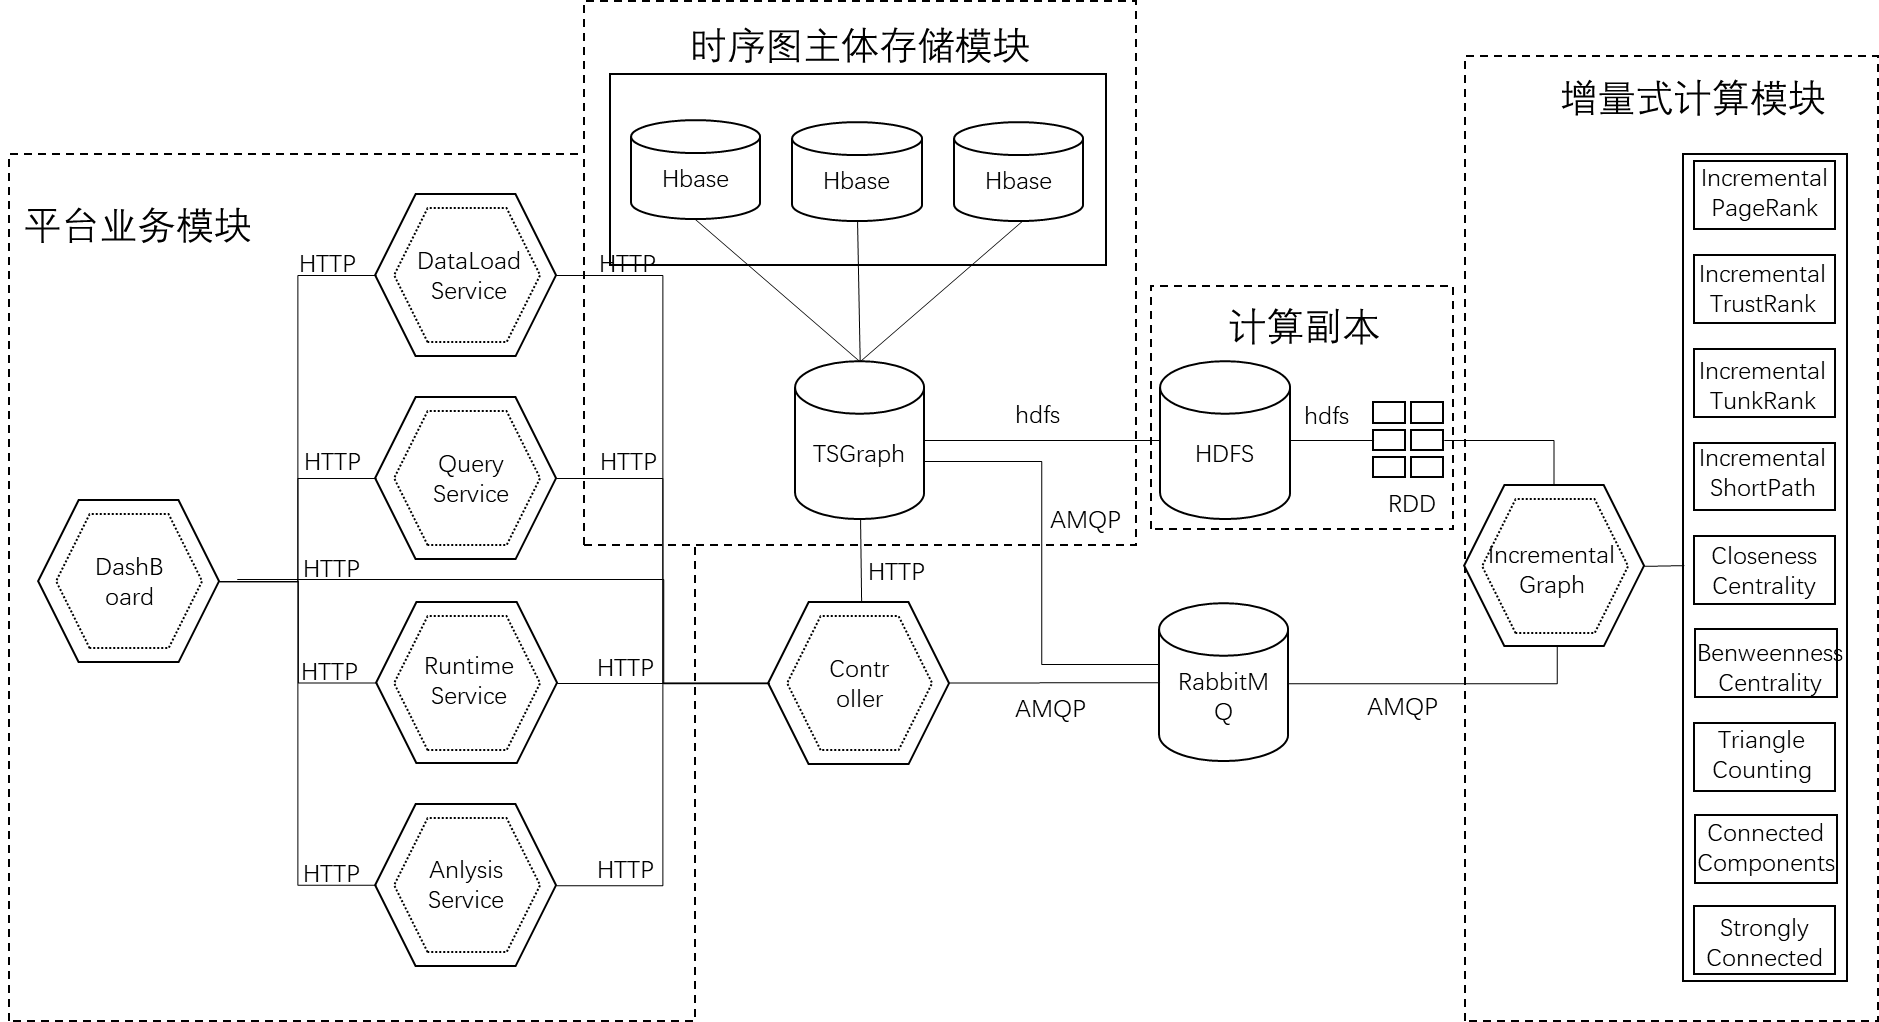 时序图主体存储模块
Hbase
Hbase
Hbase
平台业务模块
HTTP
DataLoad
Service
HTTP
HTTP
Query
Service
HTTP
DashB
oard
HTTP
HTTP
Runtime
Service
HTTP
HTTP
Anlysis
Service
HTTP
TSGraph
hdfs
AMQP
HTTP
Contr
oller
AMQP
计算副本
HDFS
hdfs
RDD
RabbitM
Q
AMQP
增量式计算模块
Incremental
Graph
Incremental
PageRank
Incremental
TrustRank
Incremental
TunkRank
Incremental
ShortPath
Closeness
Centrality
Benweenness
Centrality
Triangle
Counting
Connected
Components
Strongly
Connected